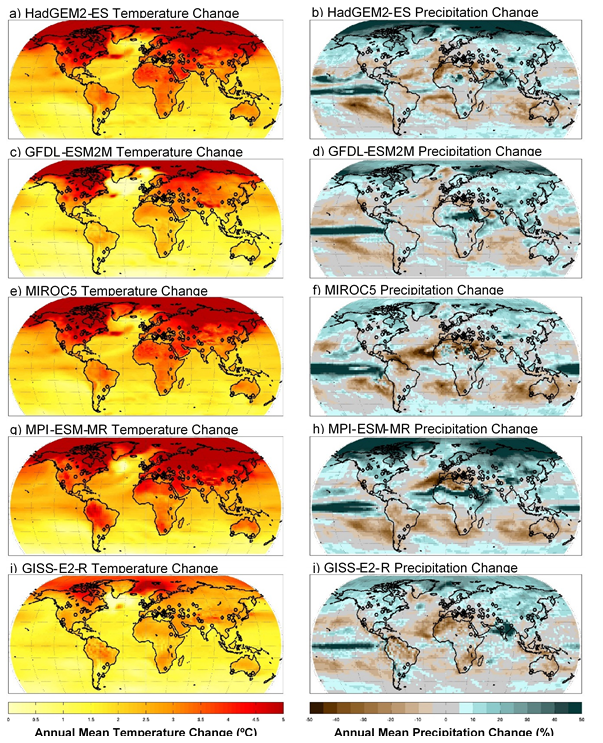 a) HadGEM2-ES Temperature Change
b) HadGEM2-ES Precipitation Change
c) GFDL-ESM2M Temperature Change
d) GFDL-ESM2M Precipitation Change
e) MIROC5 Temperature Change
f) MIROC5 Precipitation Change
g) MPI-ESM-MR Temperature Change
h) MPI-ESM-MR Precipitation Change
i) GISS-E2-R Temperature Change
j) GISS-E2-R Precipitation Change
0 0.5 1 1.5 2 2.5 3 3.5 4 4.5 5
-50 -40 -30 -20 -10 0 10 20 30 40 50
Annual Mean Temperature Change (ºC)
Annual Mean Precipitation Change (%)